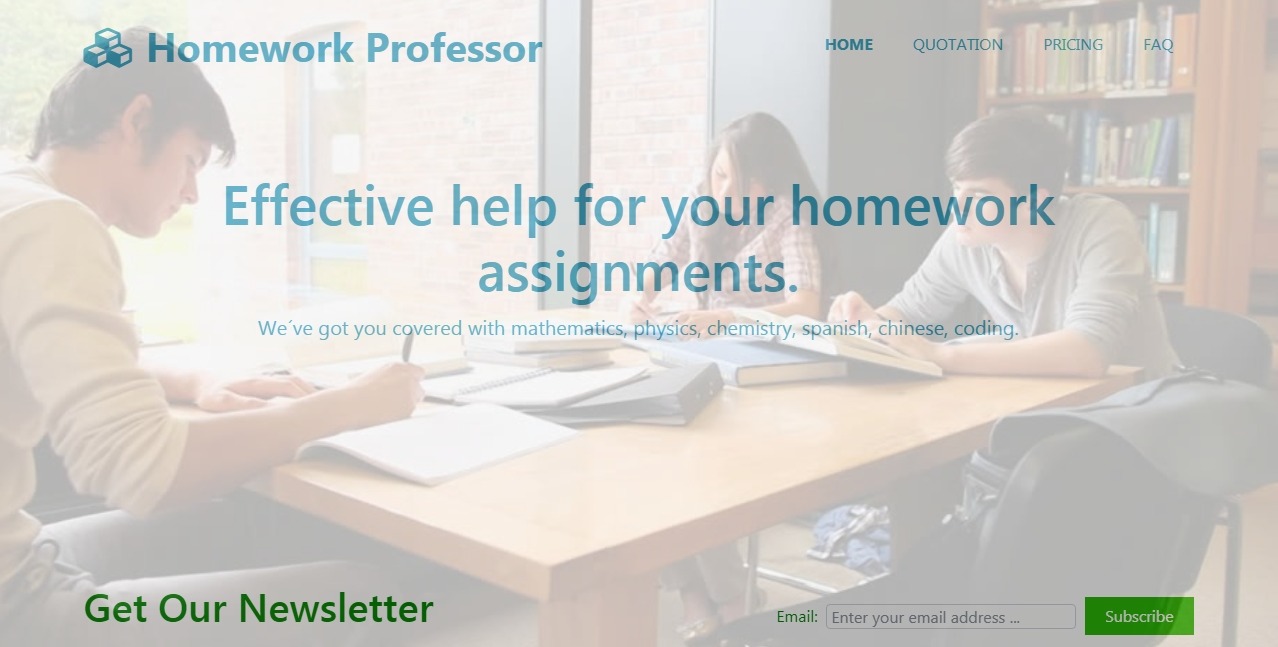 Homework Professor
HOME QUOTATION PRICING FAQ
Effective help for your homework
assignments.
We´ve got you covered with mathematics, physics, chemistry, spanish, chinese, coding.
Get Our Newsletter
Email: Enter your email address ... Subscribe